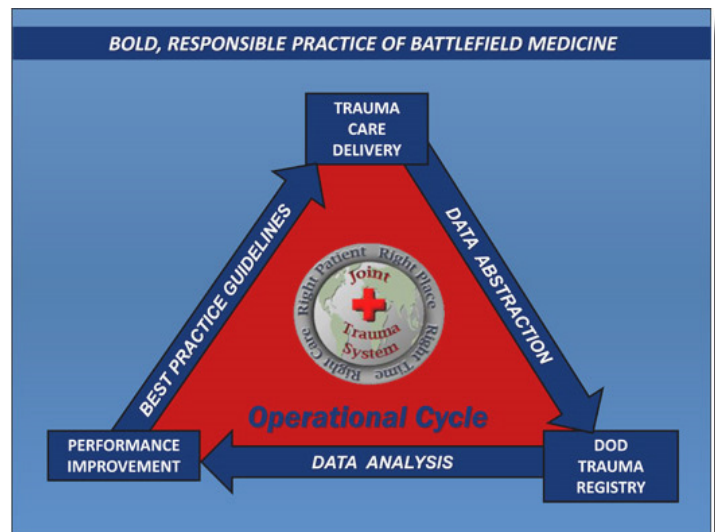 BOLD, RESPONSIBLE PRACTICE OF BATTLEFIELD MEDICINE
TRAUMA
CARE
DELIVERY
BEST PRACTICE GUIDELINES
DATA ABSTRACTION
Right Patient Right Place Right Time Right Care
Joint
Trauma
System
Operational Cycle
PERFORMANCE
IMPROVEMENT
DATA ANALYSIS
DOD
TRAUMA
REGISTRY